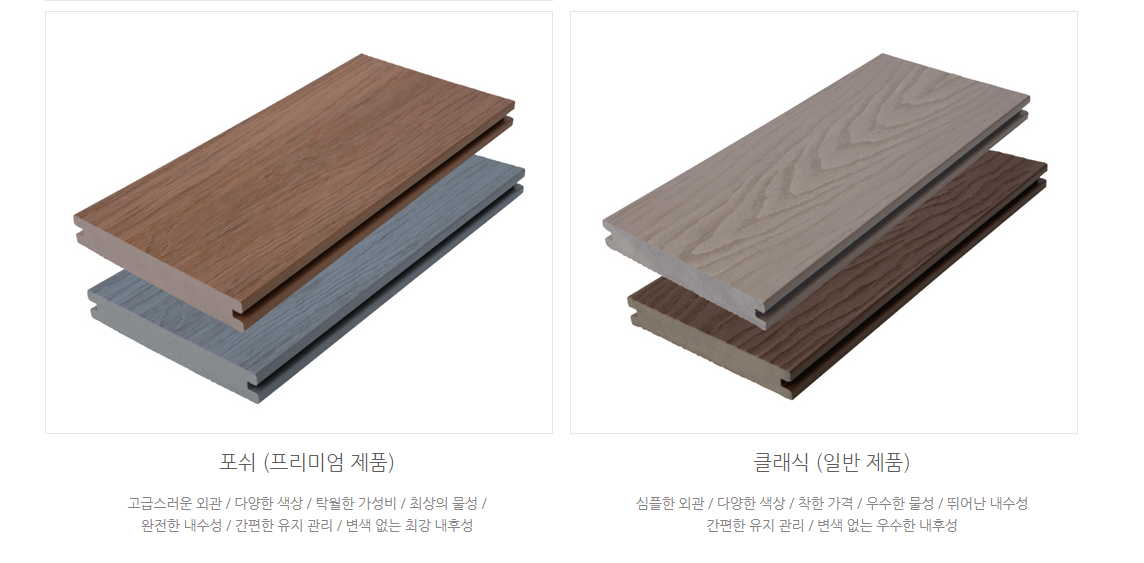 포쉬 (프리미엄 제품)
고급스러운 외관 / 다양한 색상 / 탁월한 가성비 / 최상의 물성 /
완전한 내수성 / 간편한 유지 관리 / 변색 없는 최강 내후성
클래식 (일반 제품)
심플한 외관 / 다양한 색상 / 착한 가격 / 우수한 물성 / 뛰어난 내수성
간편한 유지 관리 / 변색 없는 우수한 내후성